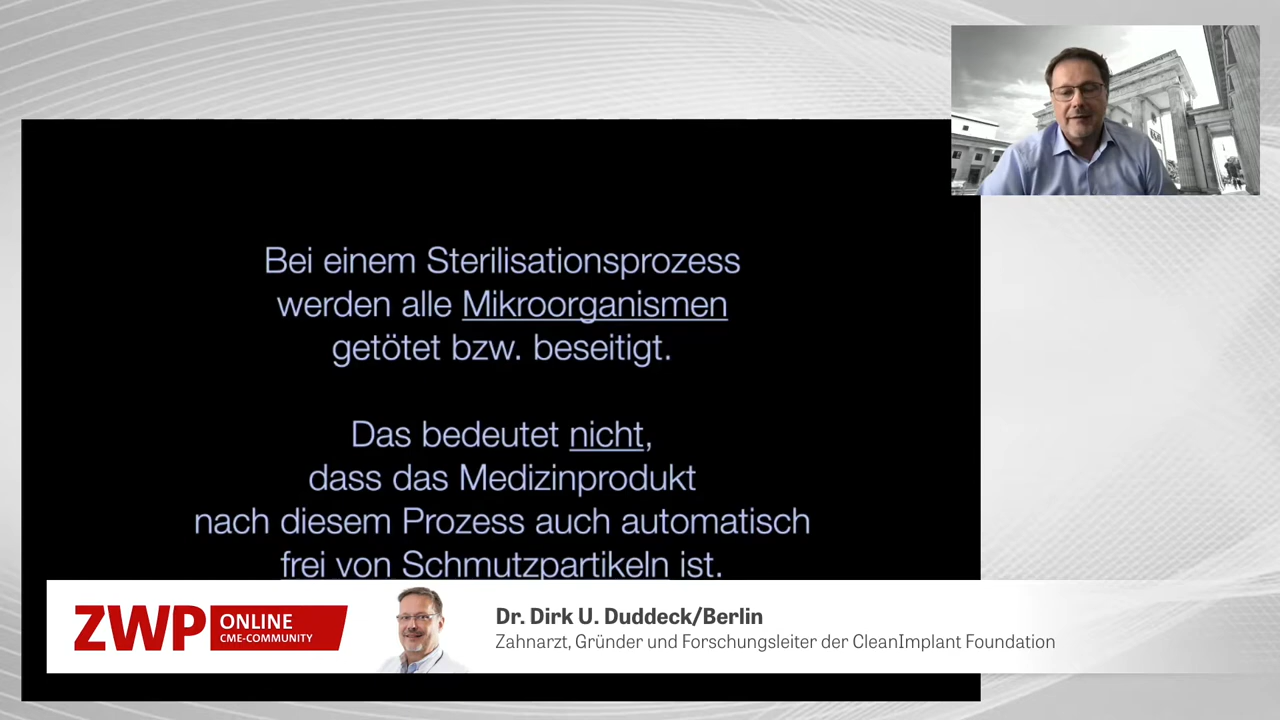 Bei einem Sterilisationsprozess
werden alle Mikroorganismen
getötet bzw. beseitigt.
Das bedeutet nicht,
dass das Medizinprodukt
nach diesem Prozess auch automatisch
frei von Schmutzpartikeln ist.
ZWP ONLINE
CME-COMMUNITY
Dr. Dirk U. Duddeck/Berlin
Zahnarzt, Gründer und Forschungsleiter der CleanImplant Foundation